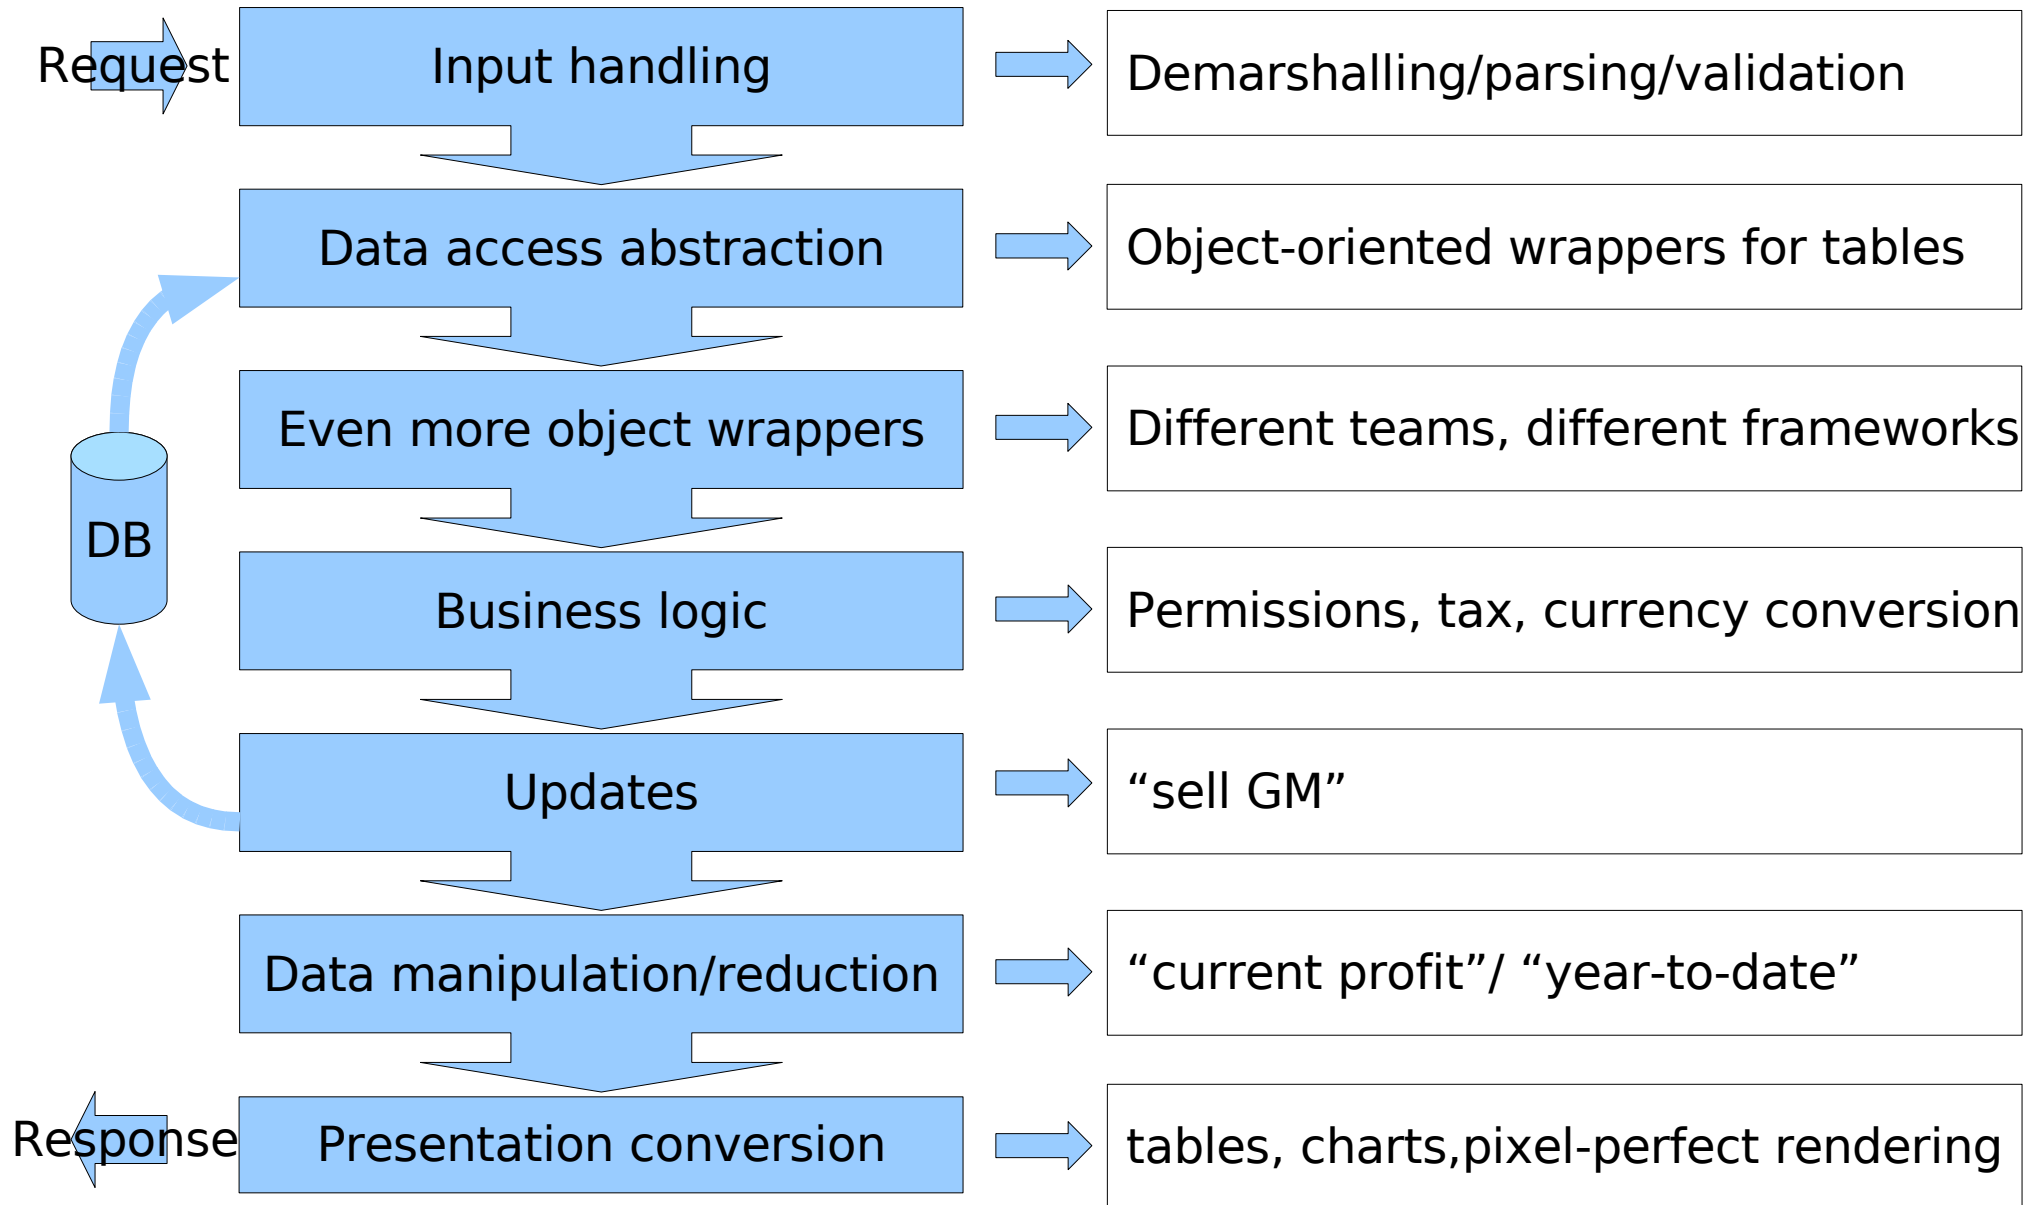 Request
Input handling
Demarshalling/parsing/validation
Data access abstraction
Object-oriented wrappers for tables
Even more object wrappers
Different teams, different frameworks
DB
Business logic
Permissions, tax, currency conversion
Updates
“sell GM”
Data manipulation/reduction
“current profit”/ “year-to-date”
Response
Presentation conversion
tables, charts,pixel-perfect rendering